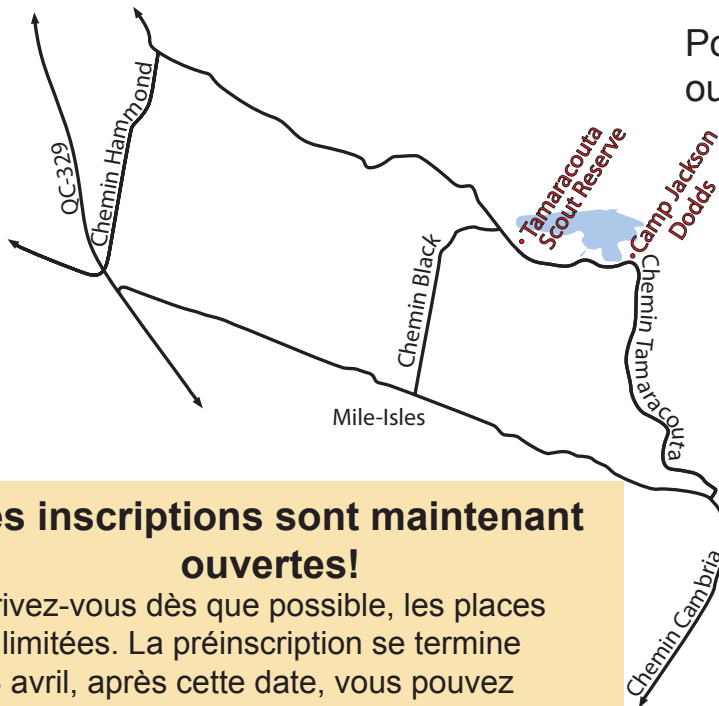 Po
ou
QC-329
Chemin Hammond
Tamaracouta
Scout Reserve
Camp Jackson
Dodds
Chemin Black
Chemin Tamaracouta
Mile-Isles
Chemin Cambria
es inscriptions sont maintenant
ouvertes!
rivez-vous dès que possible, les places
limitées. La préinscription se termine
avril, après cette date, vous pouvez